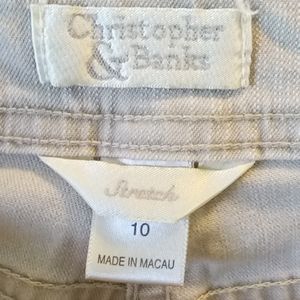 Christopher
& Banks
Stretch
10
MADE IN MACAU